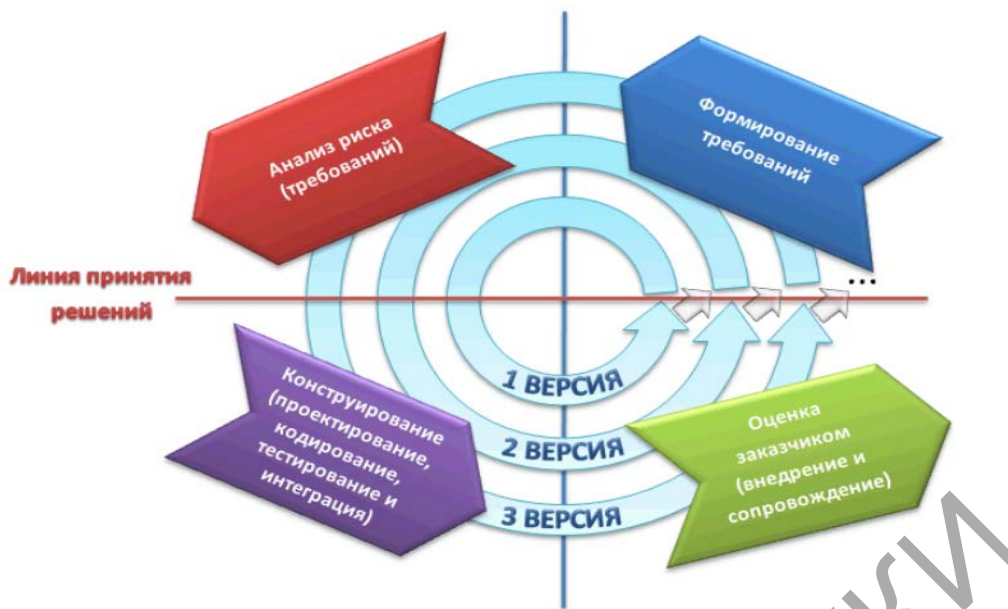 Анализ риска
(требований)
Формирование
требований
Линия принятия
решений
...
Конструирование
(проектирование,
кодирование,
тестирование и
интеграция)
Оценка
заказчиком
(внедрение и
сопровождение)
1 ВЕРСИЯ
2 ВЕРСИЯ
3 ВЕРСИЯ